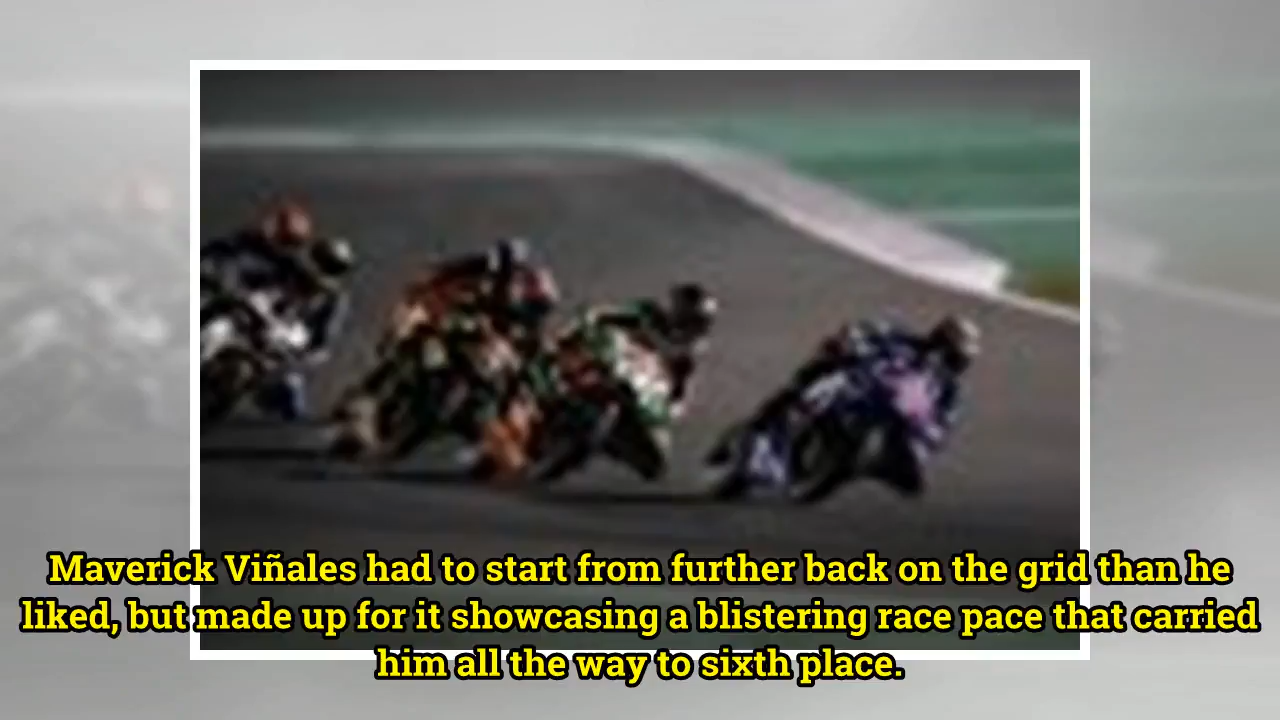 Maverick Viñales had to start from further back on the grid than he
liked, but made up for it showcasing a blistering race pace that carried
him all the way to sixth place.